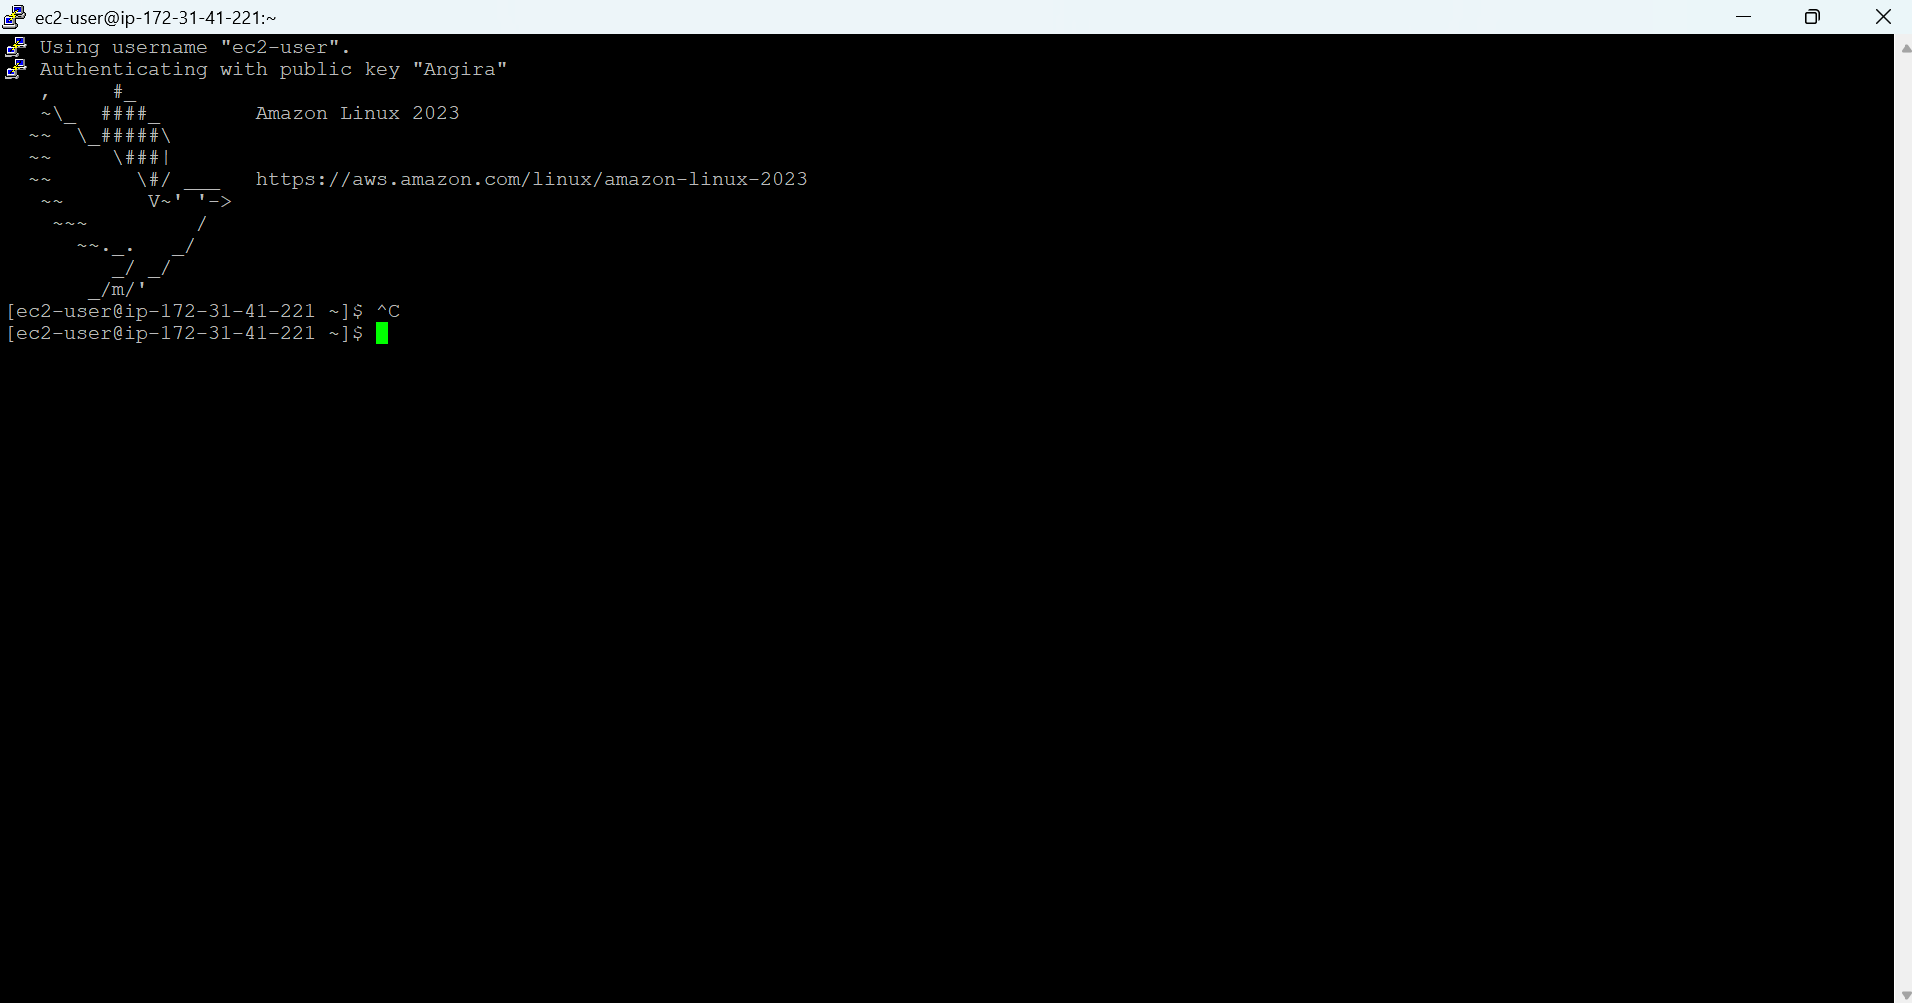 ec2-user@ip-172-31-41-221:~
Using username "ec2-user".
Authenticating with public key "Angira"
   ,     #_
   ~\_  ####_        Amazon Linux 2023
  ~~  \_#####\
  ~~     \###|
  ~~       \#/ ___   https://aws.amazon.com/linux/amazon-linux-2023
   ~~       V~' '->
    ~~~         /
      ~~._.   _/
         _/ _/
       _/m/'
[ec2-user@ip-172-31-41-221 ~]$ ^C
[ec2-user@ip-172-31-41-221 ~]$